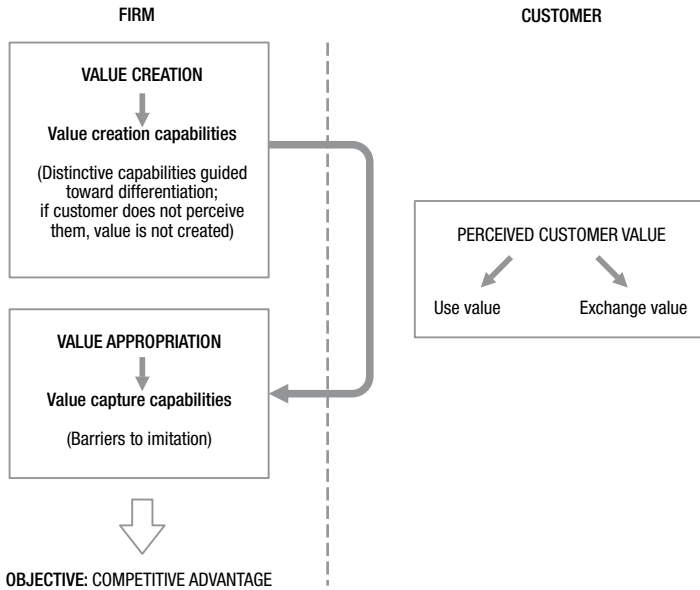 FIRM
CUSTOMER
VALUE CREATION
Value creation capabilities
(Distinctive capabilities guided
toward differentiation;
if customer does not perceive
them, value is not created)
PERCEIVED CUSTOMER VALUE
Use value
Exchange value
VALUE APPROPRIATION
Value capture capabilities
(Barriers to imitation)
OBJECTIVE: COMPETITIVE ADVANTAGE